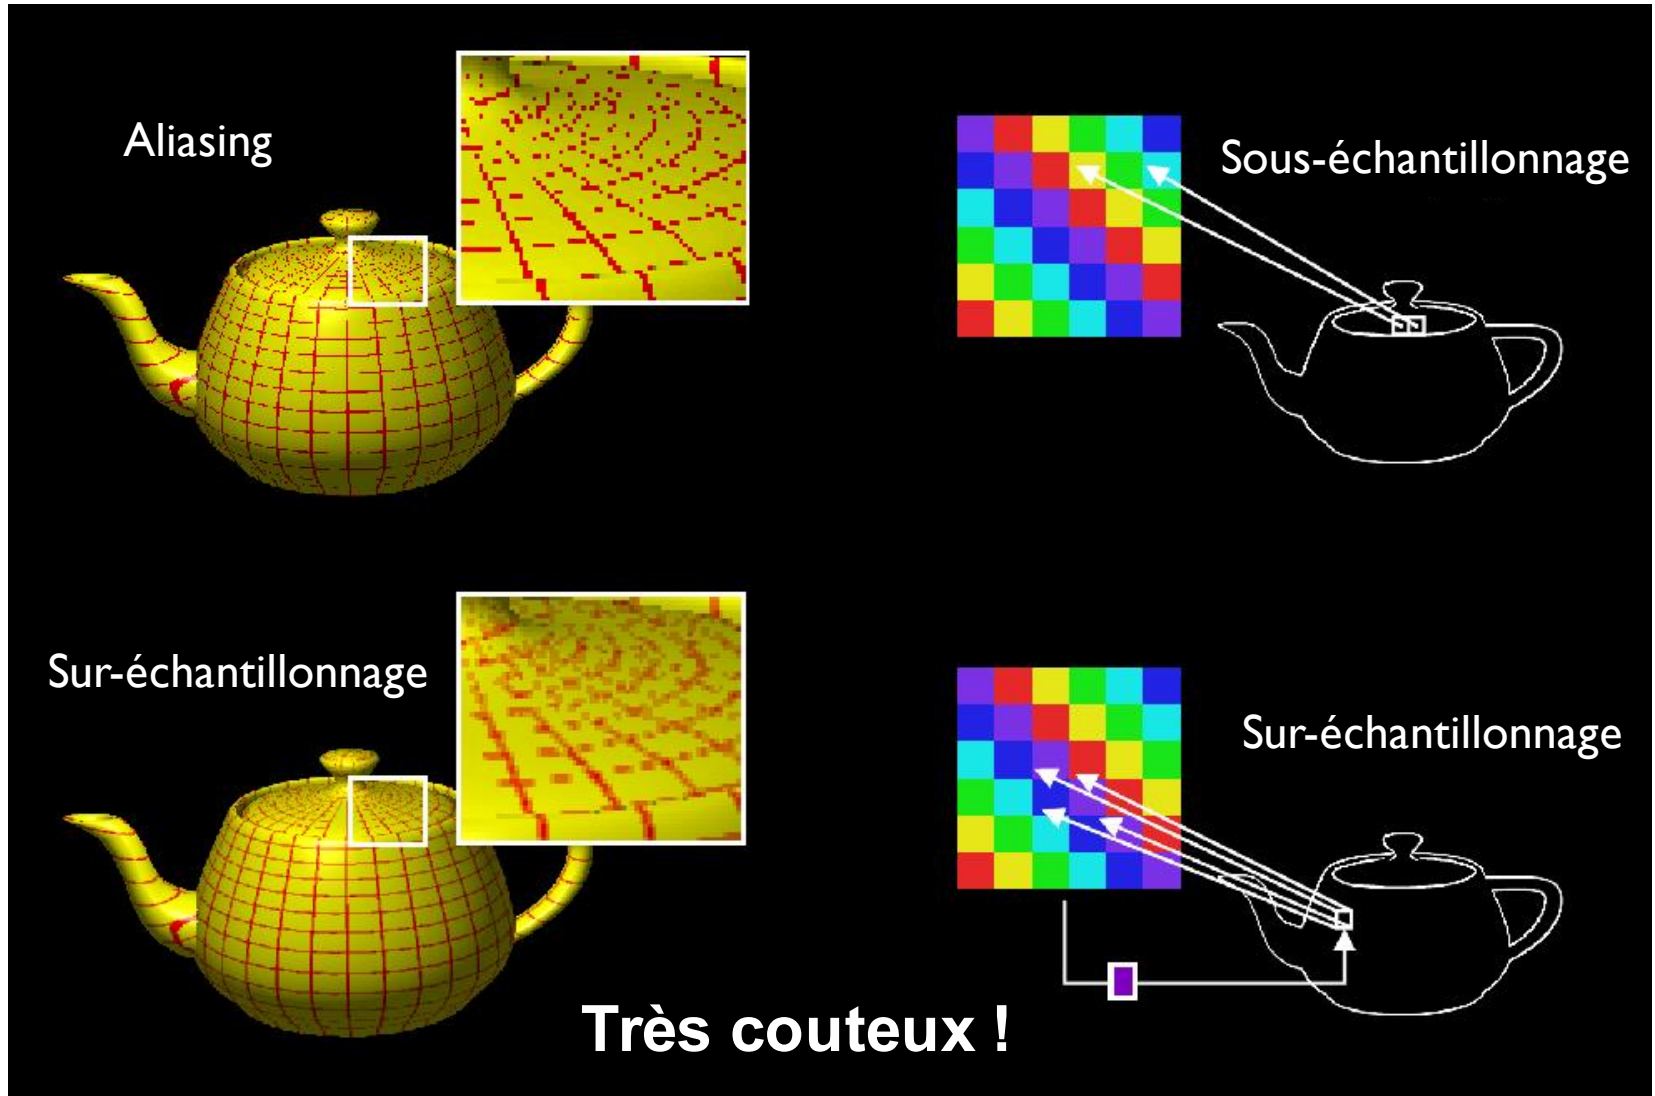 Aliasing
Sous-échantillonnage
Sur-échantillonnage
Sur-échantillonnage
Très couteux !